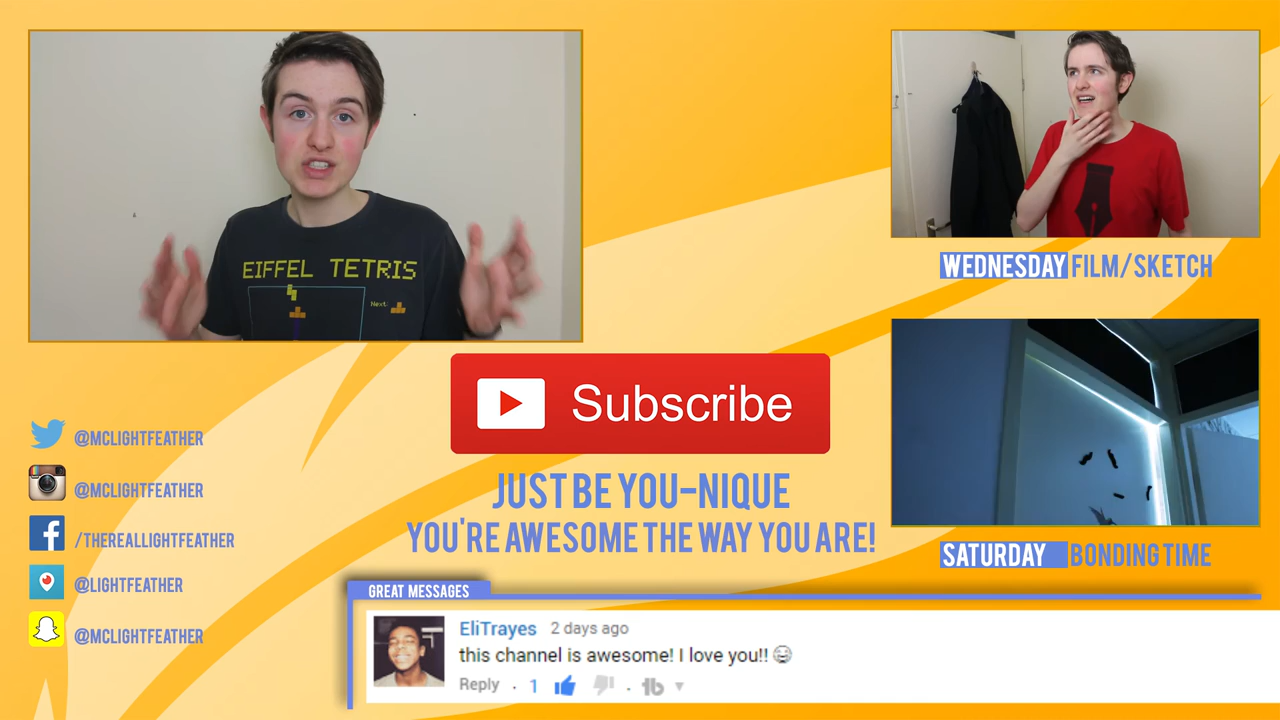 EIFFEL TETRIS
Next:
WEDNESDAY FILM/SKETCH
Subscribe
@MCLIGHTFEATHER
@MCLIGHTFEATHER
/THEREALLIGHTFEATHER
@LIGHTFEATHER
@MCLIGHTFEATHER
JUST BE YOU-NIQUE
YOU'RE AWESOME THE WAY YOU ARE!
SATURDAY BONDING TIME
GREAT MESSAGES
EliTrayes 2 days ago
this channel is awesome! I love you!! 😂
Reply · 1